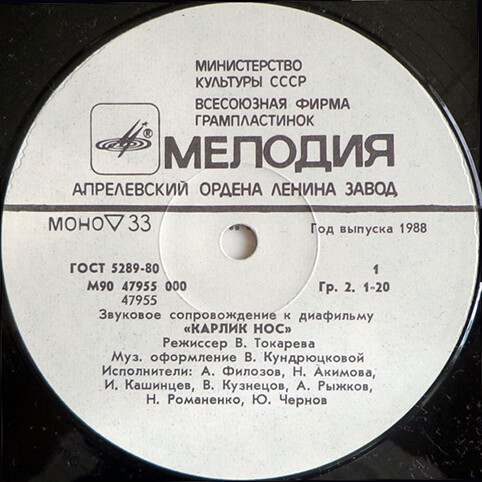 МИНИСТЕРСТВО
КУЛЬТУРЫ СССР
ВСЕСОЮЗНАЯ ФИРМА
ГРАМПЛАСТИНОК
®
МЕЛОДИЯ
АПРЕЛЕВСКИЙ ОРДЕНА ЛЕНИНА ЗАВОД
МОНО▽33
Год выпуска 1988
ГОСТ 5289-80
1
М90 47955 000
Гр. 2. 1-20
47955
Звуковое сопровождение к диафильму
«КАРЛИК НОС»
Режиссер В. Токарева
Муз. оформление В. Кундрюцковой
Исполнители: А. Филозов, Н. Акимова,
И. Кашинцев, В. Кузнецов, А. Рыжков,
Н. Романенко, Ю. Чернов